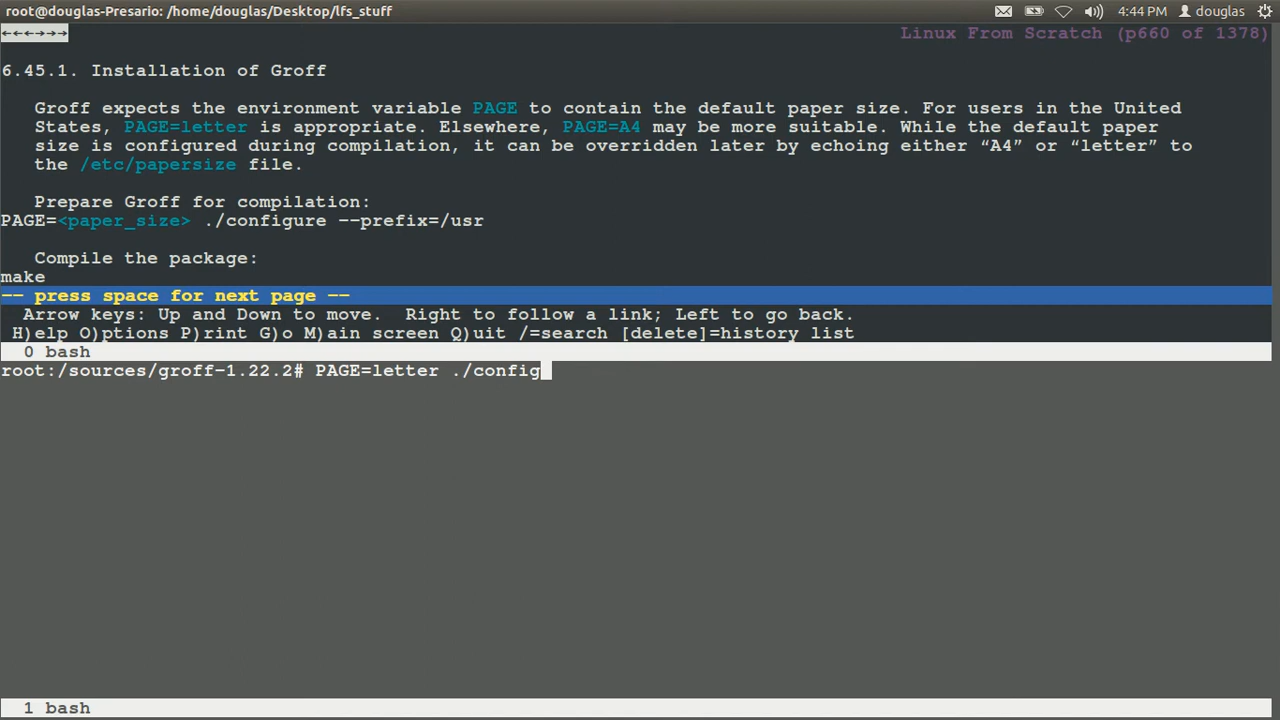 root@douglas-Presario: /home/douglas/Desktop/lfs_stuff 4:44 PM douglas
←←←→→→ Linux From Scratch (p660 of 1378)
6.45.1. Installation of Groff
Groff expects the environment variable PAGE to contain the default paper size. For users in the United
States, PAGE=letter is appropriate. Elsewhere, PAGE=A4 may be more suitable. While the default paper
size is configured during compilation, it can be overridden later by echoing either “A4” or “letter” to
the /etc/papersize file.
Prepare Groff for compilation:
PAGE=<paper_size> ./configure --prefix=/usr
Compile the package:
make
-- press space for next page --
Arrow keys: Up and Down to move. Right to follow a link; Left to go back.
H)elp O)ptions P)rint G)o M)ain screen Q)uit /=search [delete]=history list
0 bash
root:/sources/groff-1.22.2# PAGE=letter ./config
1 bash